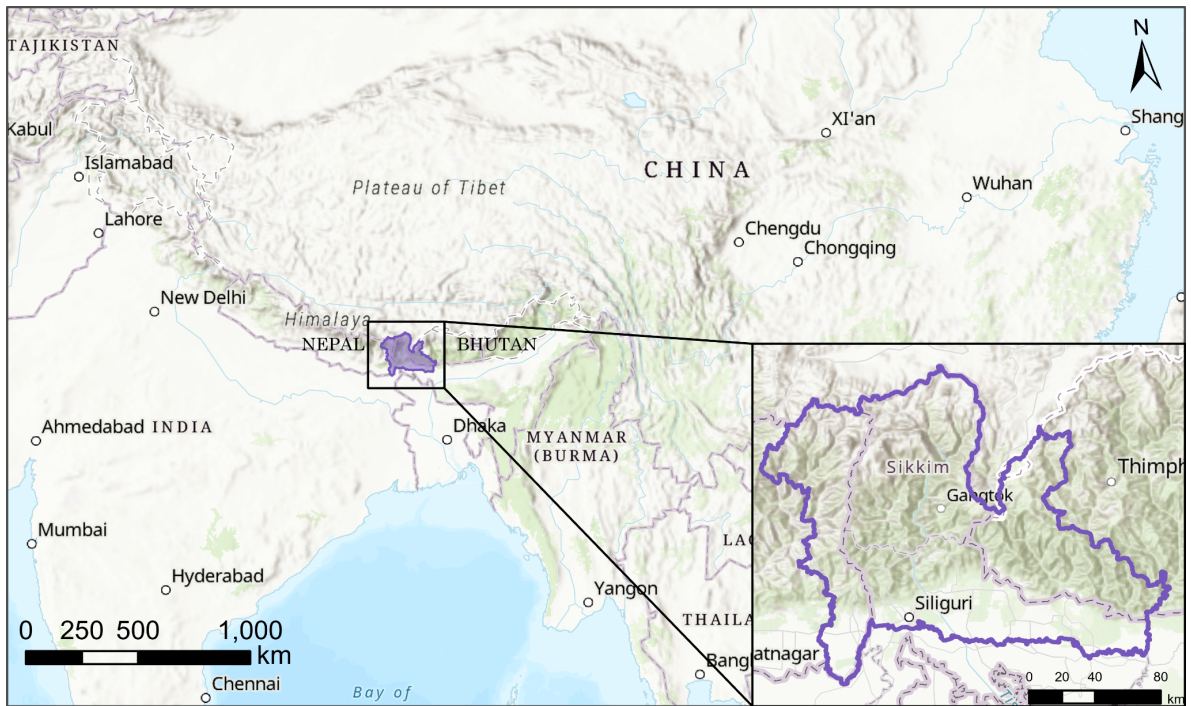 N
TAJIKISTAN
XI'an
Shang
Kabul
Islamabad
CHINA
Plateau of Tibet
Wuhan
Lahore
Chengdu
Chongqing
New Delhi
Himalaya
NEPAL
BHUTAN
Ahmedabad
INDIA
Dhaka
MYANMAR
(BURMA)
Sikkim
Thimph
Gangtok
Mumbai
LAO
Hyderabad
Yangon
Siliguri
THAILA
0 250 500 1,000
km
Bang
atnagar
Chennai
Bay of
0 20 40 80
km